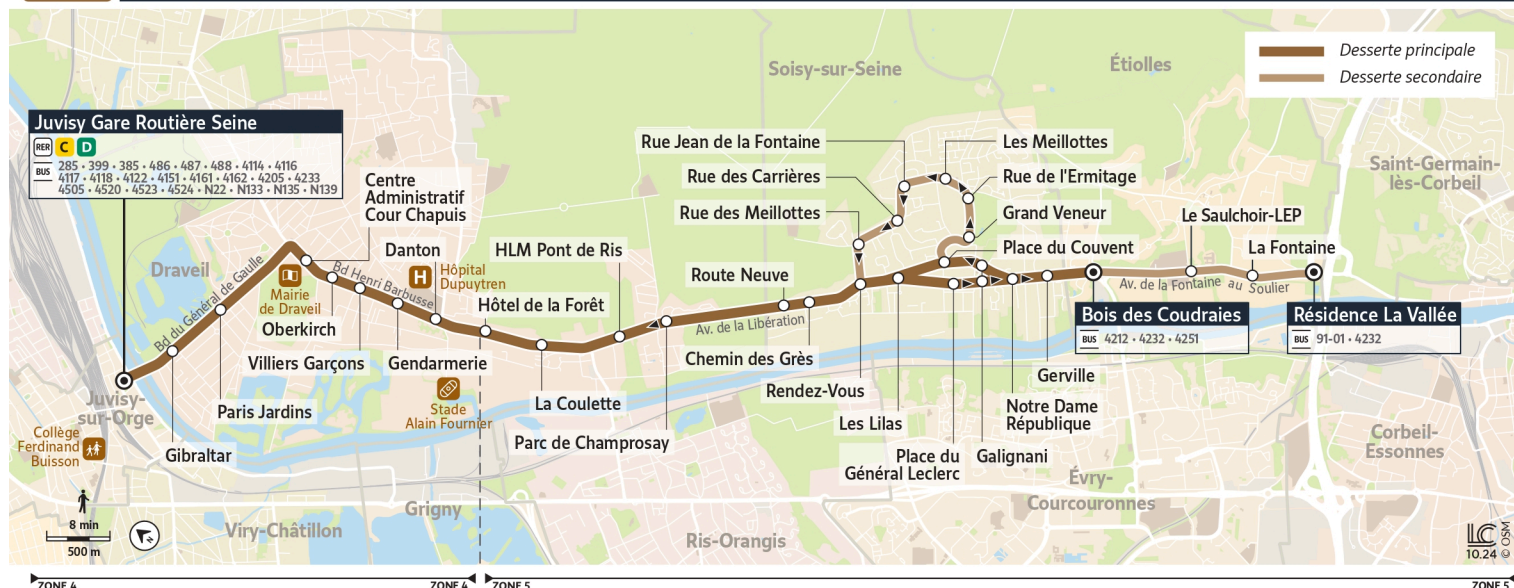 Desserte principale
Desserte secondaire
Soisy-sur-Seine
Étiolles
Juvisy Gare Routière Seine
RER C D
BUS
285 • 399 • 385 • 486 • 487 • 488 • 4114 • 4116
4117 • 4118 • 4122 • 4151 • 4161 • 4162 • 4205 • 4233
4505 • 4520 • 4523 • 4524 • N22 • N133 • N135 • N139
Centre
Administratif
Cour Chapuis
Rue Jean de la Fontaine
Les Meillottes
Rue des Carrières
Rue de l'Ermitage
Saint-Germain-
lès-Corbeil
Rue des Meillottes
Grand Veneur
Le Saulchoir-LEP
Danton
HLM Pont de Ris
Place du Couvent
La Fontaine
Draveil
Bd du Général de Gaulle
Bd Henri Barbusse
H
Hôpital
Dupuytren
Route Neuve
Mairie
de Draveil
Av. de la Fontaine au Soulier
Hôtel de la Forêt
Oberkirch
Av. de la Libération
Bois des Coudraies
BUS 4212 • 4232 • 4251
Résidence La Vallée
BUS 91-01 • 4232
Villiers Garçons
Gendarmerie
Chemin des Grès
Gerville
Rendez-Vous
Juvisy-
sur-Orge
Paris Jardins
Stade
Alain Fournier
La Coulette
Notre Dame
République
Les Lilas
Collège
Ferdinand
Buisson
Gibraltar
Parc de Champrosay
Place du
Général Leclerc
Galignani
Corbeil-
Essonnes
Évry-
Courcouronnes
Viry-Châtillon
Grigny
Ris-Orangis
8 min
500 m
LC
10.24 © OSM
ZONE 4
ZONE 4
ZONE 5
ZONE 5